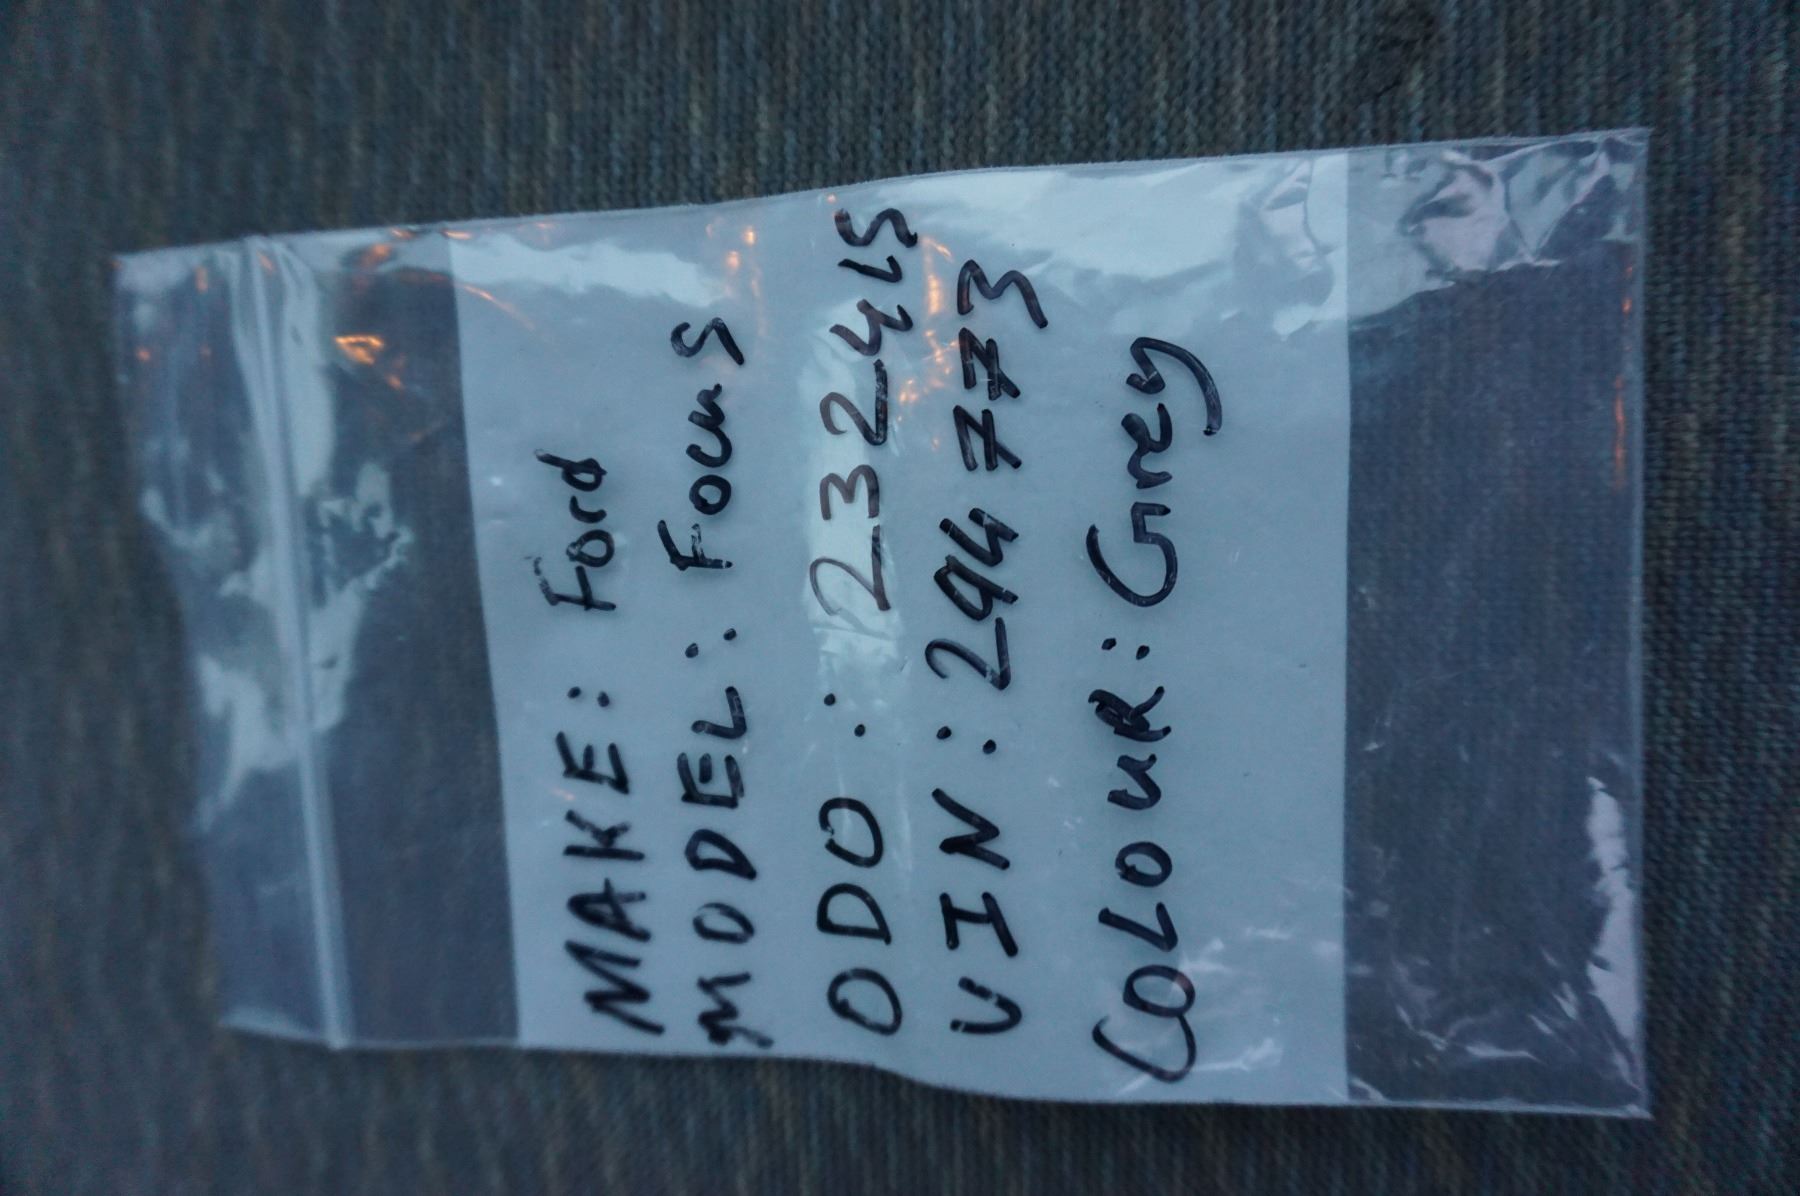 MAKE: Ford
MODEL: Focus
ODO: 232415
VIN: 294773
COLOUR: Grey